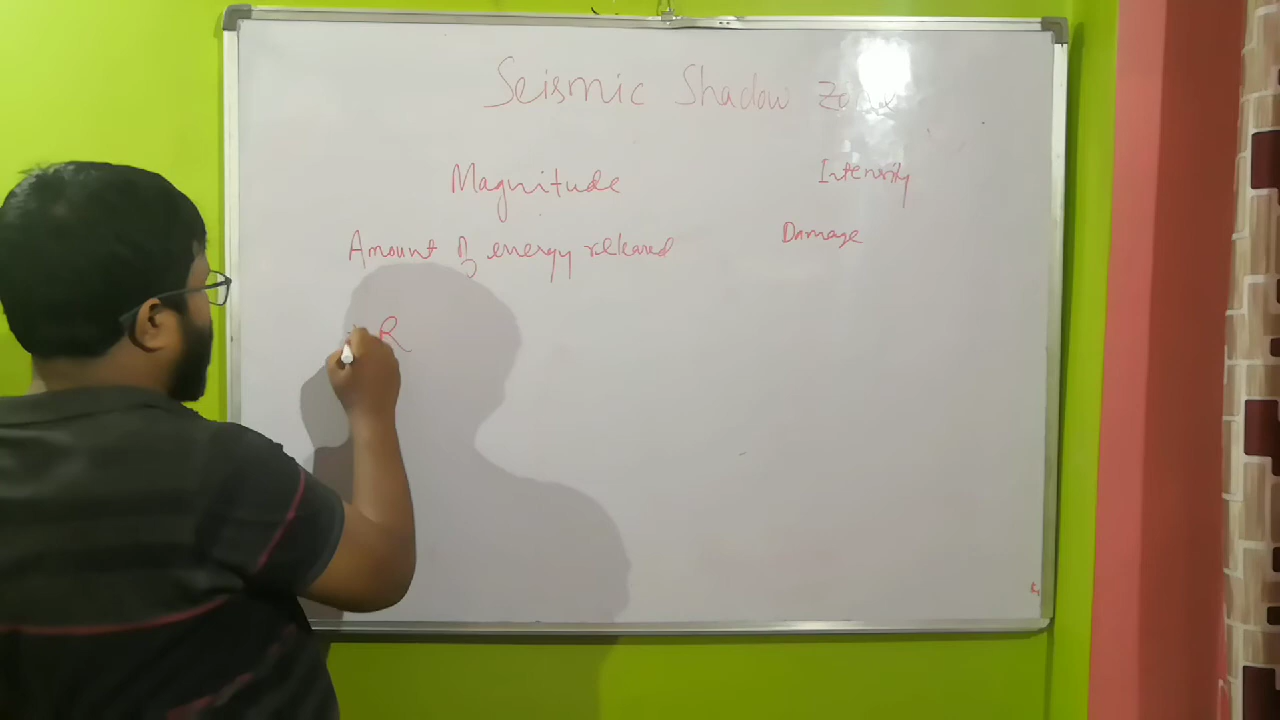 Seismic Shadow Zone
Magnitude
Intensity
Amount of energy released
Damage
R